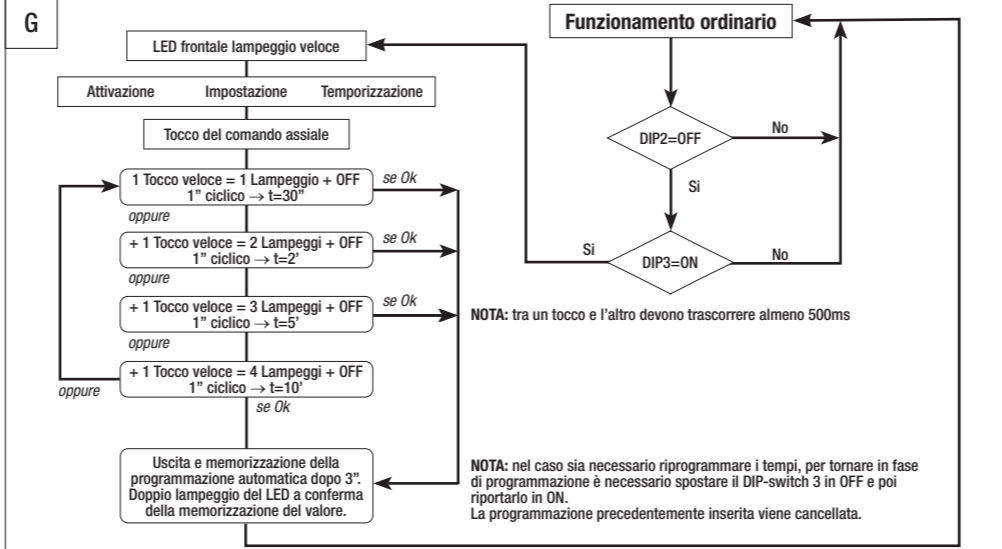 G
Funzionamento ordinario
LED frontale lampeggio veloce
Attivazione Impostazione Temporizzazione
Tocco del comando assiale
1 Tocco veloce = 1 Lampeggio + OFF
1” ciclico → t=30”
se Ok
oppure
+ 1 Tocco veloce = 2 Lampeggi + OFF
1” ciclico → t=2’
se Ok
oppure
+ 1 Tocco veloce = 3 Lampeggi + OFF
1” ciclico → t=5’
se Ok
oppure
+ 1 Tocco veloce = 4 Lampeggi + OFF
1” ciclico → t=10’
oppure
se Ok
Uscita e memorizzazione della
programmazione automatica dopo 3”.
Doppio lampeggio del LED a conferma
della memorizzazione del valore.
DIP2=OFF
No
Si
DIP3=ON
Si
No
NOTA: tra un tocco e l’altro devono trascorrere almeno 500ms
NOTA: nel caso sia necessario riprogrammare i tempi, per tornare in fase
di programmazione è necessario spostare il DIP-switch 3 in OFF e poi
riportarlo in ON.
La programmazione precedentemente inserita viene cancellata.